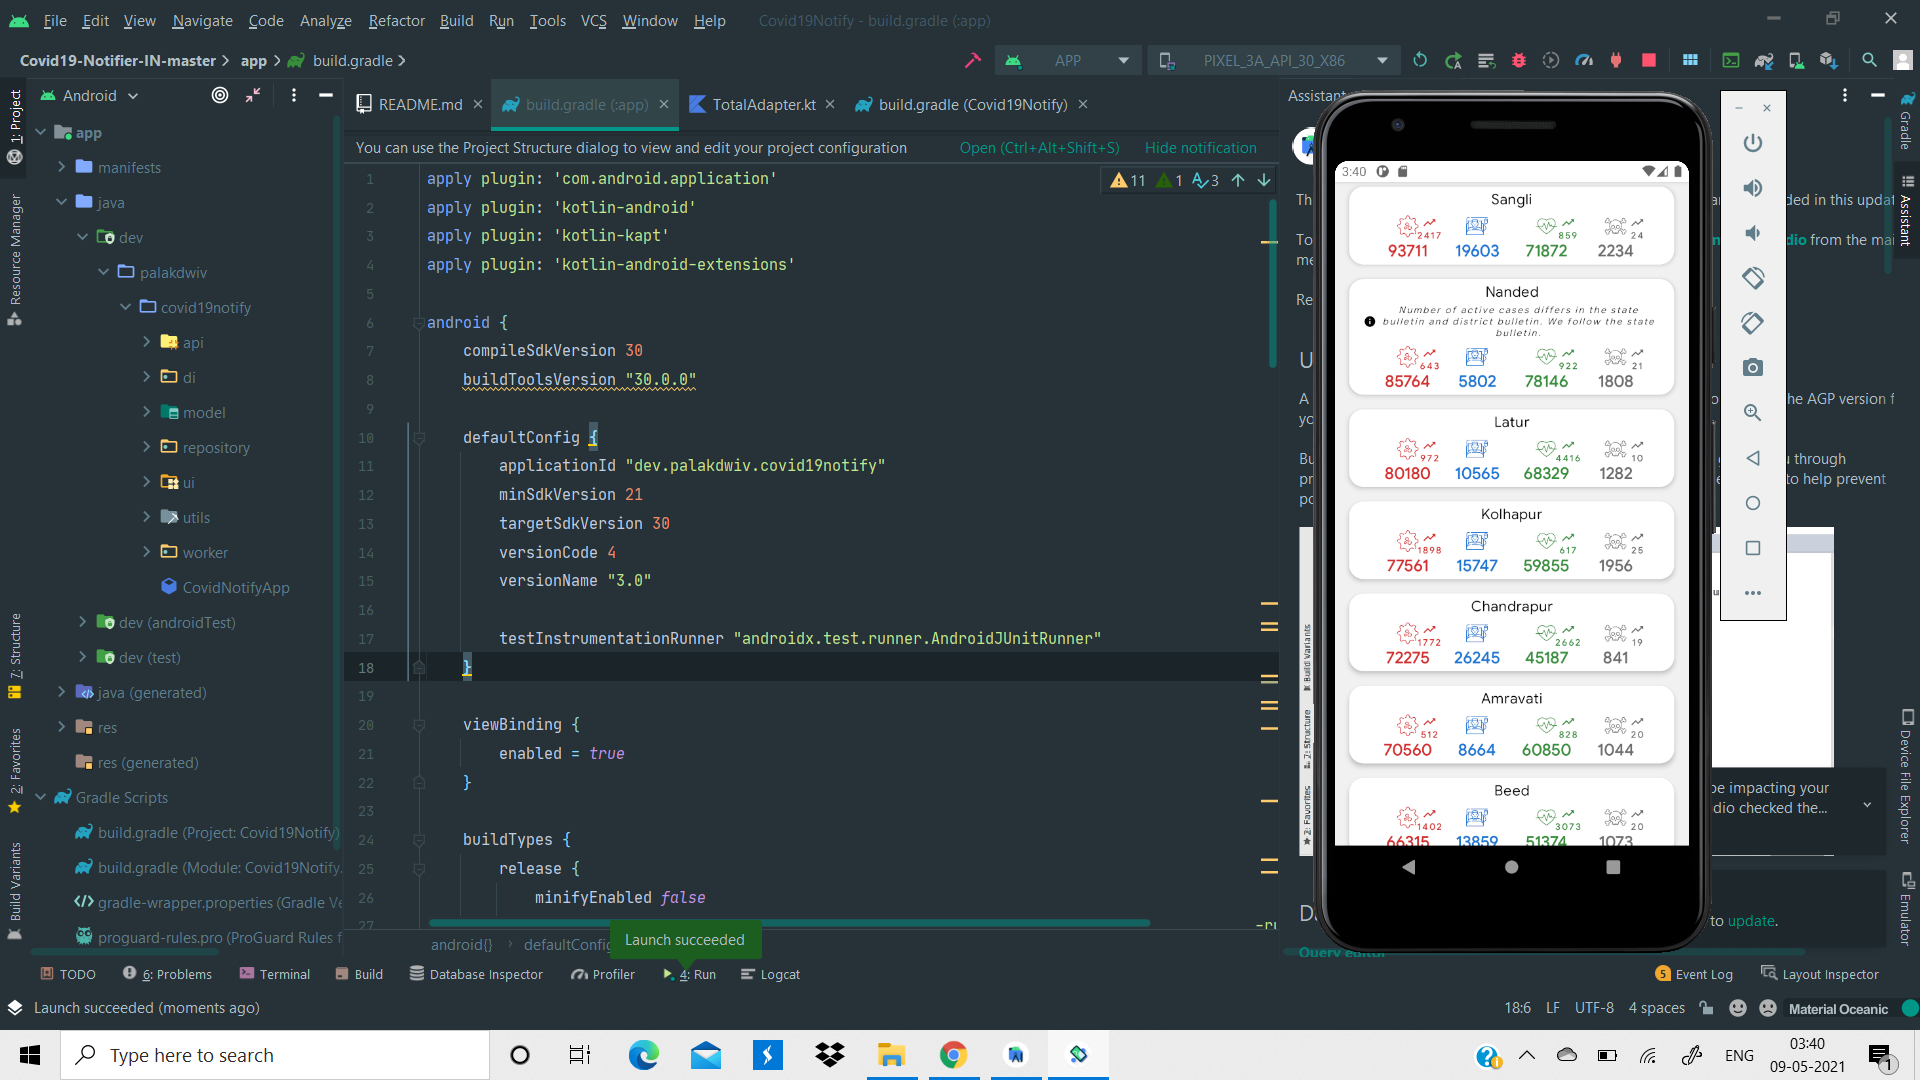 File Edit View Navigate Code Analyze Refactor Build Run Tools VCS Window Help Covid19Notify - build.gradle (:app)
Covid19-Notifier-IN-master app build.gradle APP PIXEL_3A_API_30_X86
Android
README.md
build.gradle (:app)
TotalAdapter.kt
build.gradle (Covid19Notify)
You can use the Project Structure dialog to view and edit your project configuration Open (Ctrl+Alt+Shift+S) Hide notification
1: Project
Resource Manager
7: Structure
2: Favorites
Build Variants
app
manifests
java
dev
palakdwiv
covid19notify
api
di
model
repository
ui
utils
worker
CovidNotifyApp
dev (androidTest)
dev (test)
java (generated)
res
res (generated)
Gradle Scripts
build.gradle (Project: Covid19Notify)
build.gradle (Module: Covid19Notify.
gradle-wrapper.properties (Gradle Ve
proguard-rules.pro (ProGuard Rules f
11 1 3
1 apply plugin: 'com.android.application'
2 apply plugin: 'kotlin-android'
3 apply plugin: 'kotlin-kapt'
4 apply plugin: 'kotlin-android-extensions'
5
6 android {
7 compileSdkVersion 30
8 buildToolsVersion "30.0.0"
9
10 defaultConfig {
11 applicationId "dev.palakdwiv.covid19notify"
12 minSdkVersion 21
13 targetSdkVersion 30
14 versionCode 4
15 versionName "3.0"
16
17 testInstrumentationRunner "androidx.test.runner.AndroidJUnitRunner"
18 }
19
20 viewBinding {
21 enabled = true
22 }
23
24 buildTypes {
25 release {
26 minifyEnabled false
27
android{} › defaultConfig
Launch succeeded
Assistant
Th
ded in this updat
To
dio from the mai
me
Re
U
A
he AGP version f
yo
Bu
u through
pr
to help prevent
po
Build Variants
7: Structure
2: Favorites
be impacting your
dio checked the...
to update.
Query editor
3:40
Sangli
2417 859 24
93711 19603 71872 2234
Nanded
Number of active cases differs in the state
bulletin and district bulletin. We follow the state
bulletin.
643 922 21
85764 5802 78146 1808
Latur
972 4416 10
80180 10565 68329 1282
Kolhapur
1898 617 25
77561 15747 59855 1956
Chandrapur
1772 2662 19
72275 26245 45187 841
Amravati
512 828 20
70560 8664 60850 1044
Beed
1402 3073 20
66315 13859 51374 1073
Gradle
Assistant
Device File Explorer
Emulator
TODO 6: Problems Terminal Build Database Inspector Profiler 4: Run Logcat 5 Event Log Layout Inspector
Launch succeeded (moments ago) 18:6 LF UTF-8 4 spaces Material Oceanic
Type here to search
ENG
03:40
09-05-2021
1